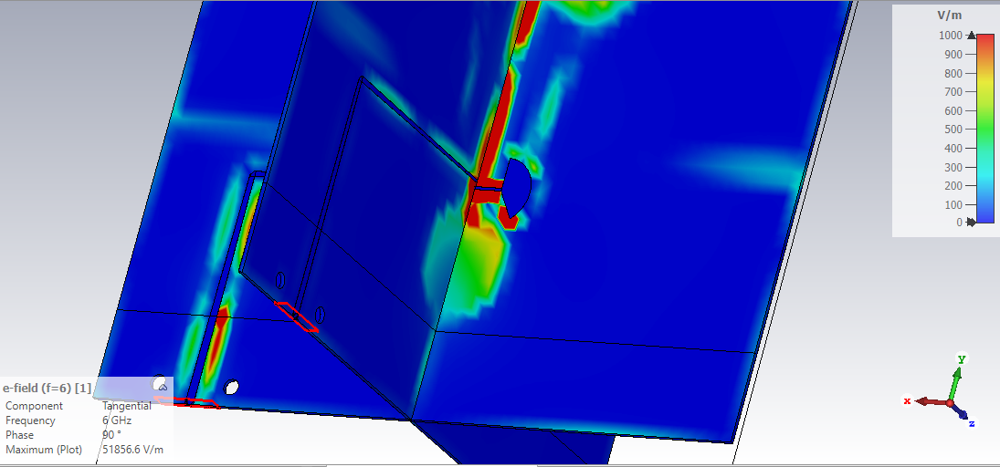 V/m
1000
900
800
700
600
500
400
300
200
100
0
y
x
z
e-field (f=6) [1]
Component Tangential
Frequency 6 GHz
Phase 90 °
Maximum (Plot) 51856.6 V/m